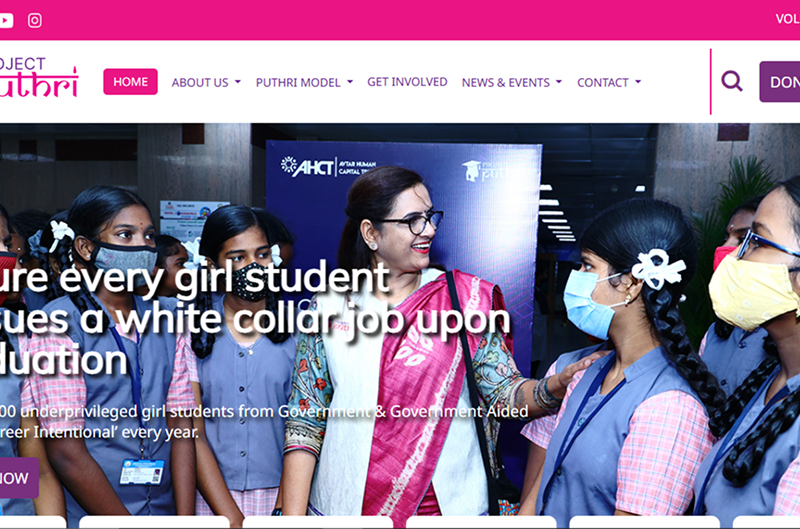 VOL
OJECT
uthri
HOME
ABOUT US
PUTHRI MODEL
GET INVOLVED
NEWS & EVENTS
CONTACT
DON
AHCT
AVTAR HUMAN
CAPITAL
ure every girl student
sues a white collar job upon
duation
00 underprivileged girl students from Government & Government Aided
reer Intentional’ every year.
NOW